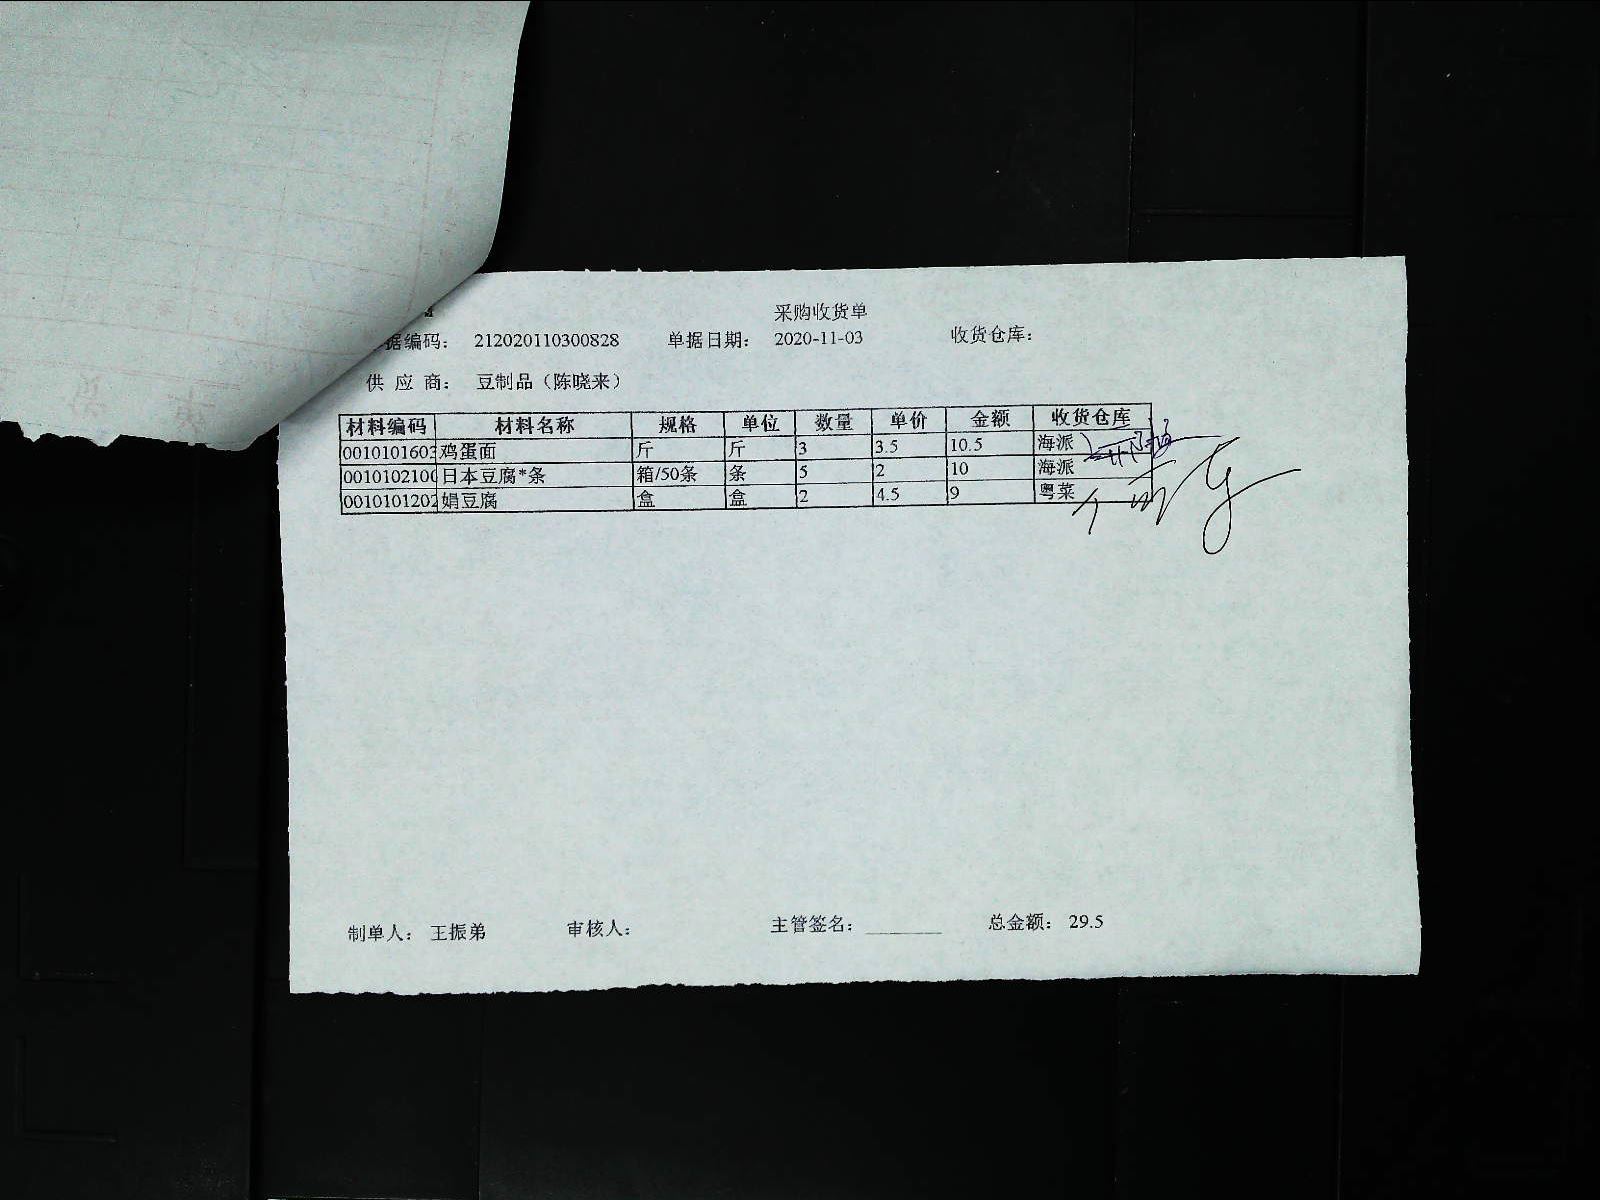 采购收货单
据编码: 212020110300828 单据日期: 2020-11-03 收货仓库:
供 应 商: 豆制品（陈晓来）
材料编码 材料名称 规格 单位 数量 单价 金额 收货仓库
0010101603 鸡蛋面 斤 斤 3 3.5 10.5 海派
001010210 日本豆腐*条 箱/50条 条 5 2 10 海派
0010101202 娟豆腐 盒 盒 2 4.5 9 粤菜
制单人: 王振弟 审核人: 主管签名: ________ 总金额: 29.5